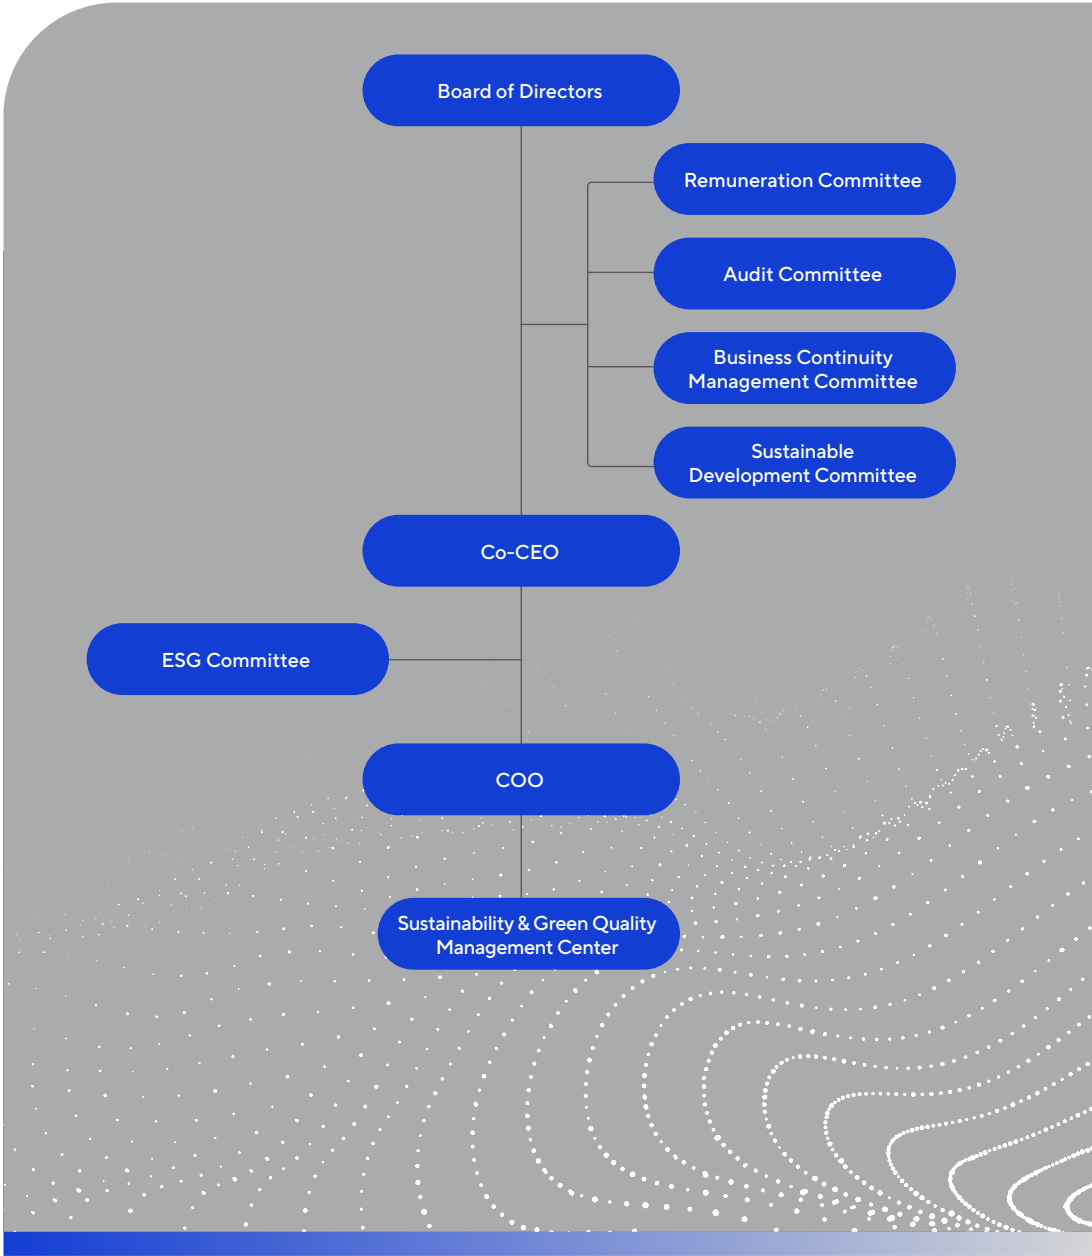 Board of Directors
Remuneration Committee
Audit Committee
Business Continuity
Management Committee
Sustainable
Development Committee
Co-CEO
ESG Committee
COO
Sustainability & Green Quality
Management Center